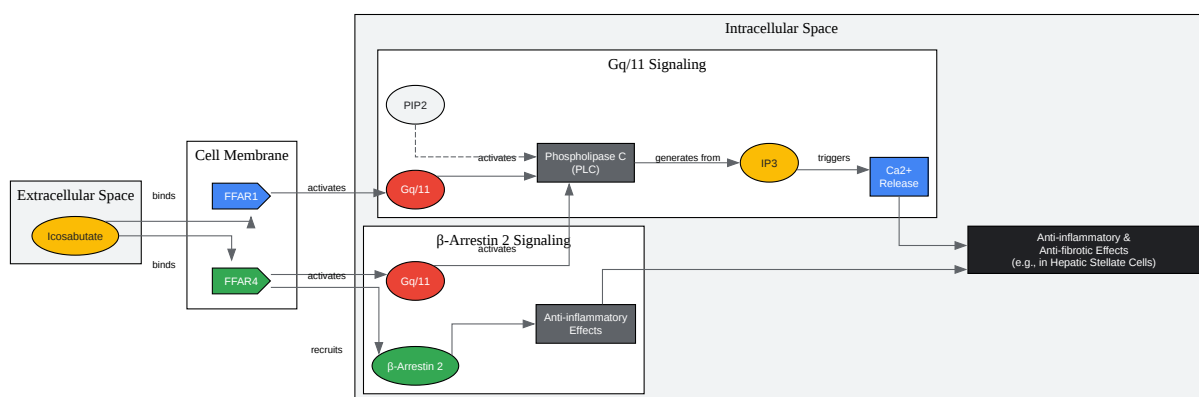 Intracellular Space
Gq/11 Signaling
PIP2
Cell Membrane
activates
Phospholipase C
(PLC)
generates from
IP3
triggers
Ca2+
Release
Extracellular Space
binds
FFAR1
activates
Gq/11
Icosabutate
β-Arrestin 2 Signaling
activates
Anti-inflammatory &
Anti-fibrotic Effects
(e.g., in Hepatic Stellate Cells)
binds
FFAR4
activates
Gq/11
Anti-inflammatory
Effects
recruits
β-Arrestin 2